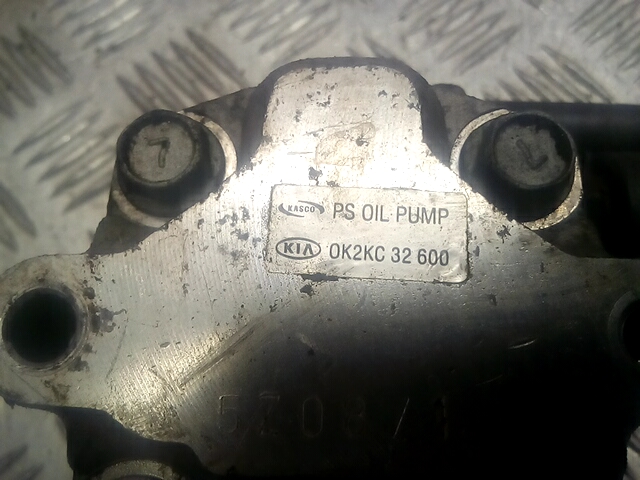 7
7
KASCO PS OIL PUMP
KIA 0K2KC 32 600